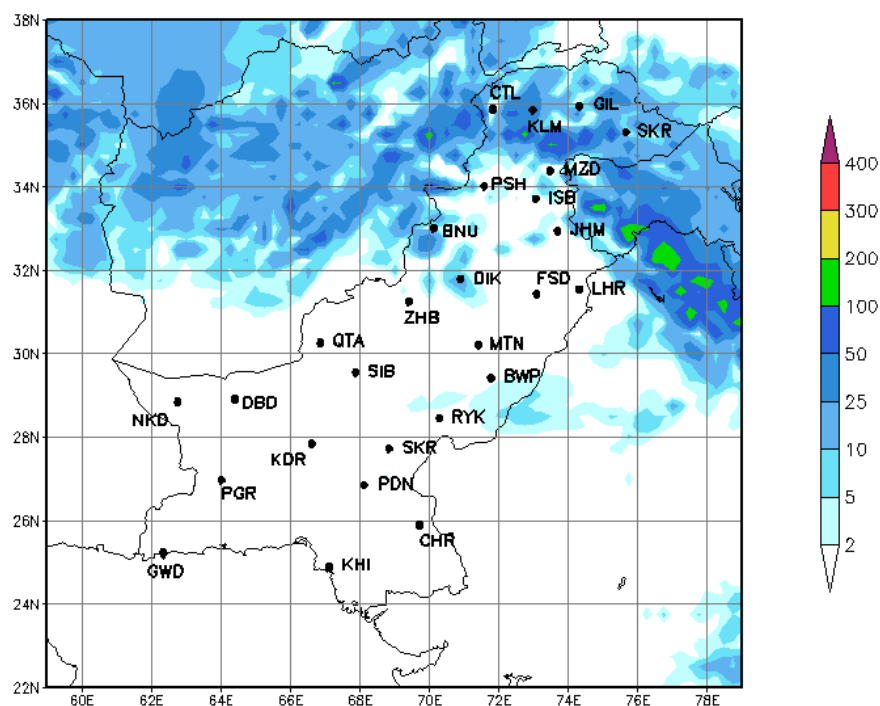 38N
36N
CTL
GIL
KLM
SKR
MZD
34N
PSH
ISB
BNU
JHM
32N
DIK
FSD
LHR
ZHB
QTA
MTN
30N
SIB
BWP
DBD
NKD
RYK
28N
KDR
SKR
PDN
PGR
26N
CHR
GWD
KHI
24N
22N
60E 62E 64E 66E 68E 70E 72E 74E 76E 78E
400
300
200
100
50
25
10
5
2